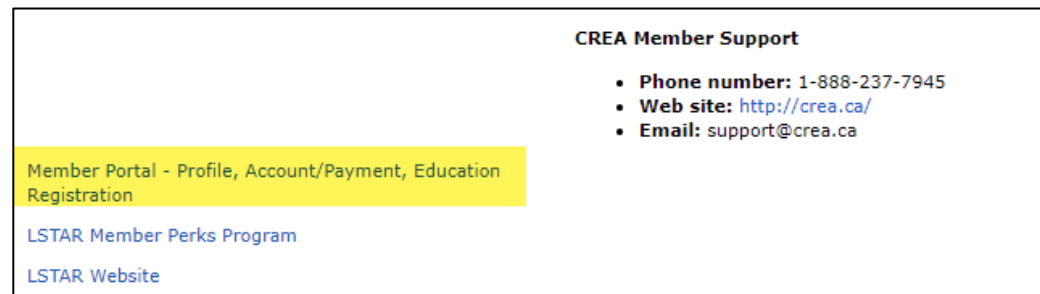 CREA Member Support
• Phone number: 1-888-237-7945
• Web site: http://crea.ca/
• Email: support@crea.ca
Member Portal - Profile, Account/Payment, Education
Registration
LSTAR Member Perks Program
LSTAR Website